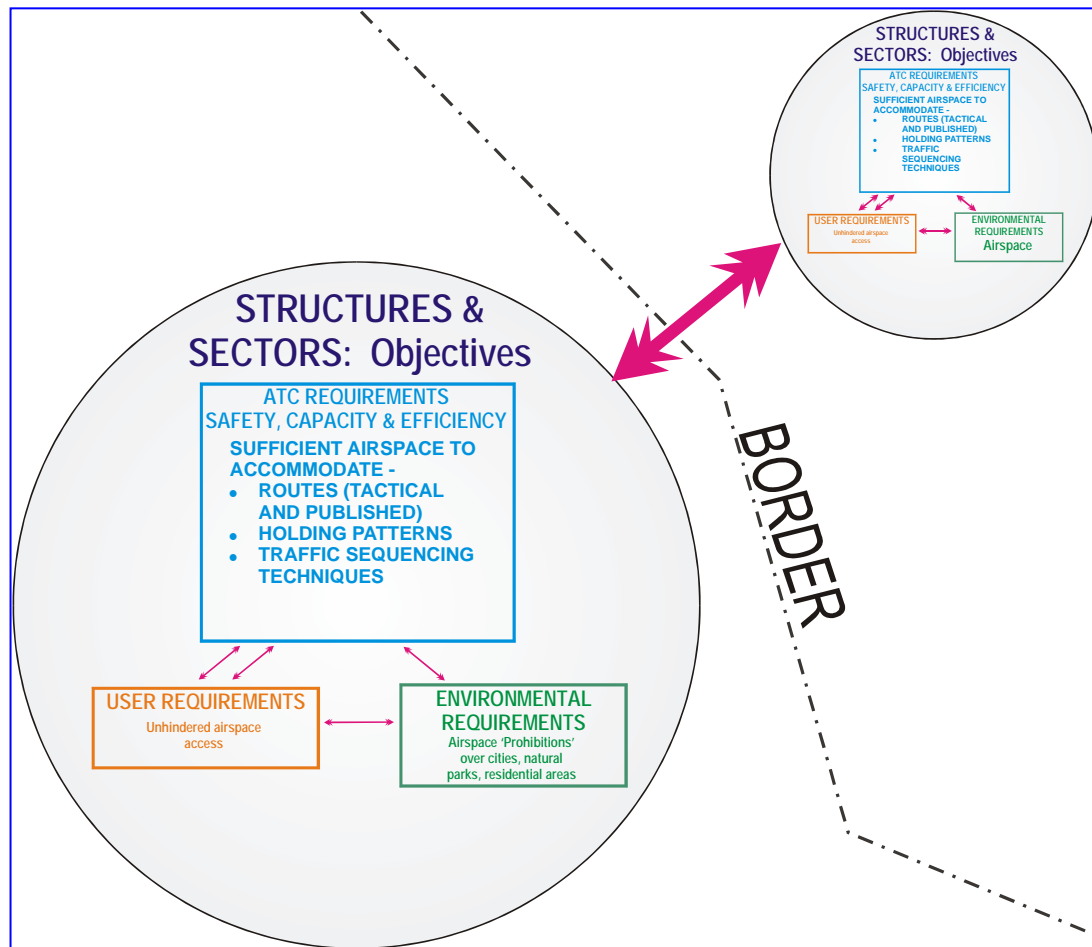 STRUCTURES &
SECTORS: Objectives
ATC REQUIREMENTS
SAFETY, CAPACITY & EFFICIENCY
SUFFICIENT AIRSPACE TO
ACCOMMODATE -
• ROUTES (TACTICAL
AND PUBLISHED)
• HOLDING PATTERNS
• TRAFFIC
SEQUENCING
TECHNIQUES
USER REQUIREMENTS
Unhindered airspace
access
ENVIRONMENTAL
REQUIREMENTS
Airspace
STRUCTURES &
SECTORS: Objectives
ATC REQUIREMENTS
SAFETY, CAPACITY & EFFICIENCY
SUFFICIENT AIRSPACE TO
ACCOMMODATE -
• ROUTES (TACTICAL
AND PUBLISHED)
• HOLDING PATTERNS
• TRAFFIC SEQUENCING
TECHNIQUES
USER REQUIREMENTS
Unhindered airspace
access
ENVIRONMENTAL
REQUIREMENTS
Airspace 'Prohibitions'
over cities, natural
parks, residential areas
BORDER